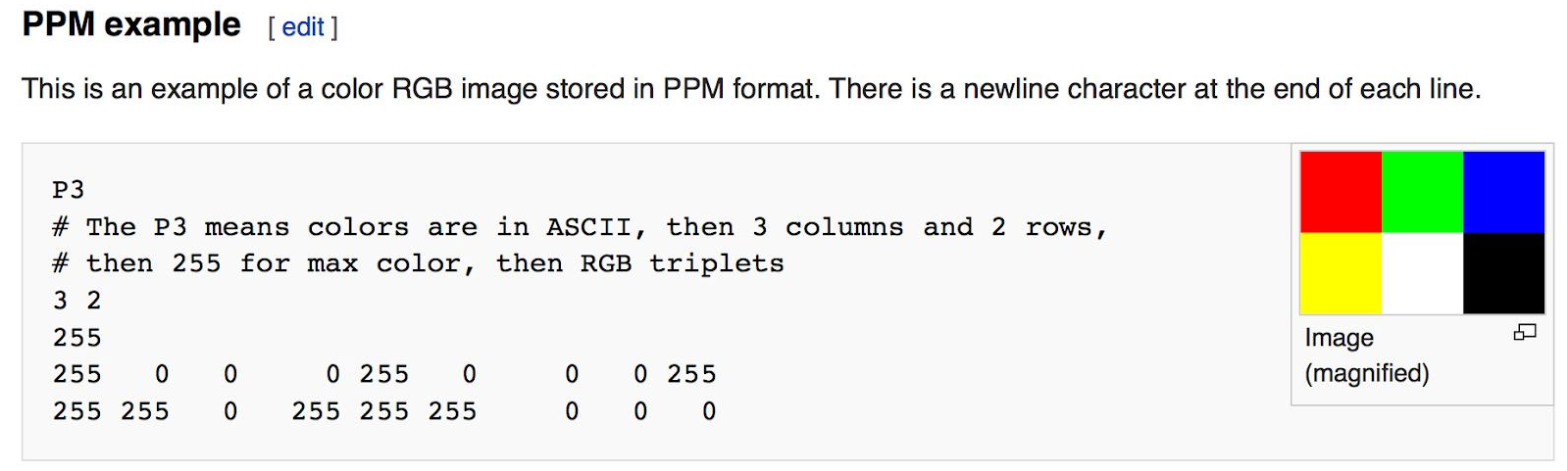 PPM example [ edit ]
This is an example of a color RGB image stored in PPM format. There is a newline character at the end of each line.
P3
# The P3 means colors are in ASCII, then 3 columns and 2 rows,
# then 255 for max color, then RGB triplets
3 2
255
255   0   0     0 255   0     0   0 255
255 255   0   255 255 255     0   0   0
Image
(magnified)